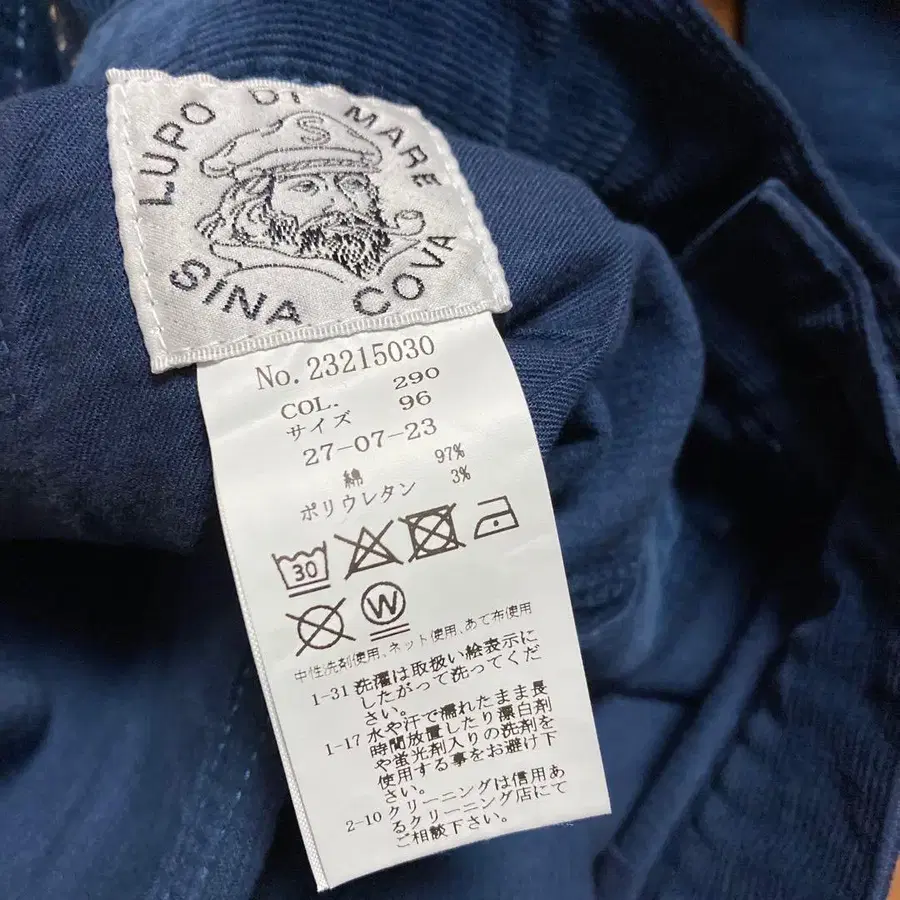 LUPO DI MARE
S
SINA COVA
No. 23215030
COL. 290
サイズ 96
27-07-23
綿 97%
ポリウレタン 3%
30
W
中性洗剤使用、ネット使用、あて布使用
1-31 洗濯は取扱い絵表示に
したがって洗ってくだ
さい。
1-17 水や汗で濡れたまま長
時間放置したり漂白剤
や蛍光剤入りの洗剤を
使用する事をお避け下
さい。
2-10 クリーニングは信用あ
るクリーニング店にて
ご相談下さい。